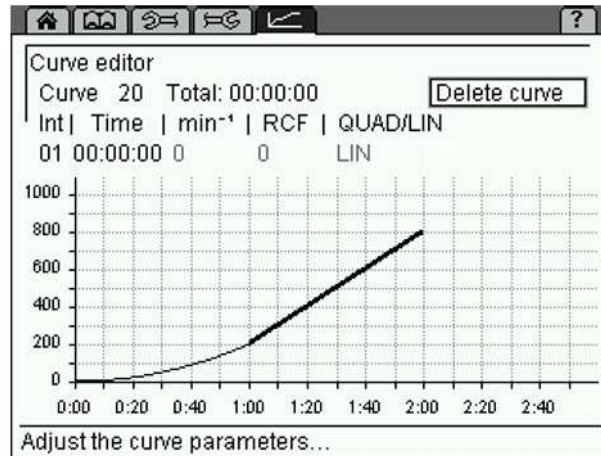 ?
Curve editor
Curve 20 Total: 00:00:00 Delete curve
Int| Time | min⁻¹ | RCF | QUAD/LIN
01 00:00:00 0 0 LIN
1000
800
600
400
200
0
0:00 0:20 0:40 1:00 1:20 1:40 2:00 2:20 2:40
Adjust the curve parameters...